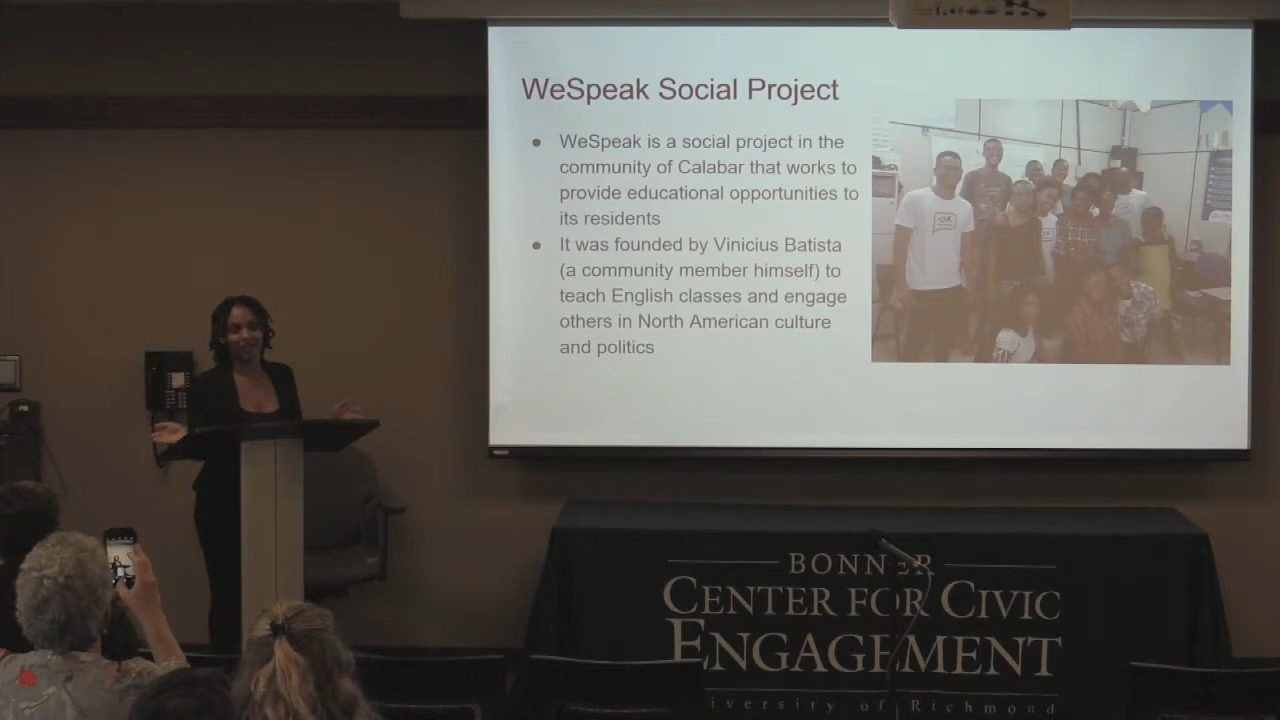 WeSpeak Social Project
● WeSpeak is a social project in the
community of Calabar that works to
provide educational opportunities to
its residents
● It was founded by Vinicius Batista
(a community member himself) to
teach English classes and engage
others in North American culture
and politics
BONNER
CENTER FOR CIVIC
ENGAGEMENT
iversity of Richmond